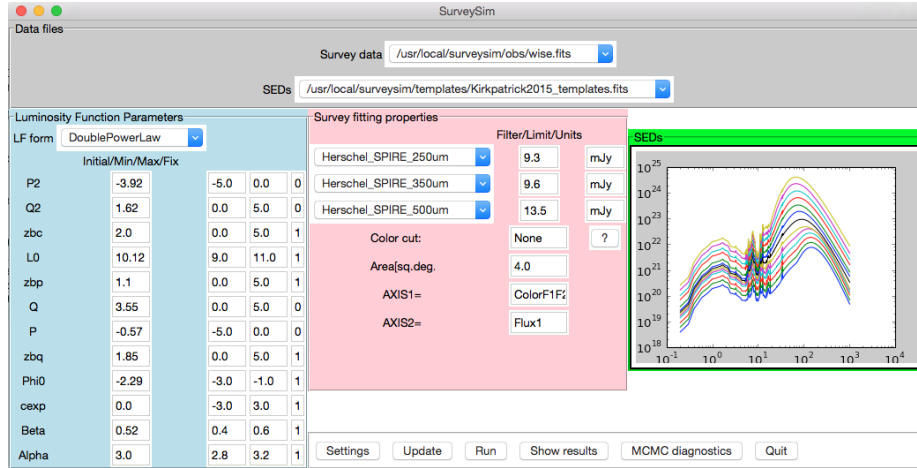 SurveySim
Data files
Survey data /usr/local/surveysim/obs/wise.fits
SEDs /usr/local/surveysim/templates/Kirkpatrick2015_templates.fits
Luminosity Function Parameters
LF form DoublePowerLaw
Initial/Min/Max/Fix
P2 -3.92 -5.0 0.0 0
Q2 1.62 0.0 5.0 0
zbc 2.0 0.0 5.0 1
L0 10.12 9.0 11.0 1
zbp 1.1 0.0 5.0 1
Q 3.55 0.0 5.0 0
P -0.57 -5.0 0.0 0
zbq 1.85 0.0 5.0 1
Phi0 -2.29 -3.0 -1.0 1
cexp 0.0 -3.0 3.0 1
Beta 0.52 0.4 0.6 1
Alpha 3.0 2.8 3.2 1
Survey fitting properties
Filter/Limit/Units
Herschel_SPIRE_250um 9.3 mJy
Herschel_SPIRE_350um 9.6 mJy
Herschel_SPIRE_500um 13.5 mJy
Color cut: None ?
Area[sq.deg. 4.0
AXIS1= ColorF1F2
AXIS2= Flux1
SEDs
10^25
10^24
10^23
10^22
10^21
10^20
10^19
10^18
10^-1 10^0 10^1 10^2 10^3 10^4
Settings Update Run Show results MCMC diagnostics Quit